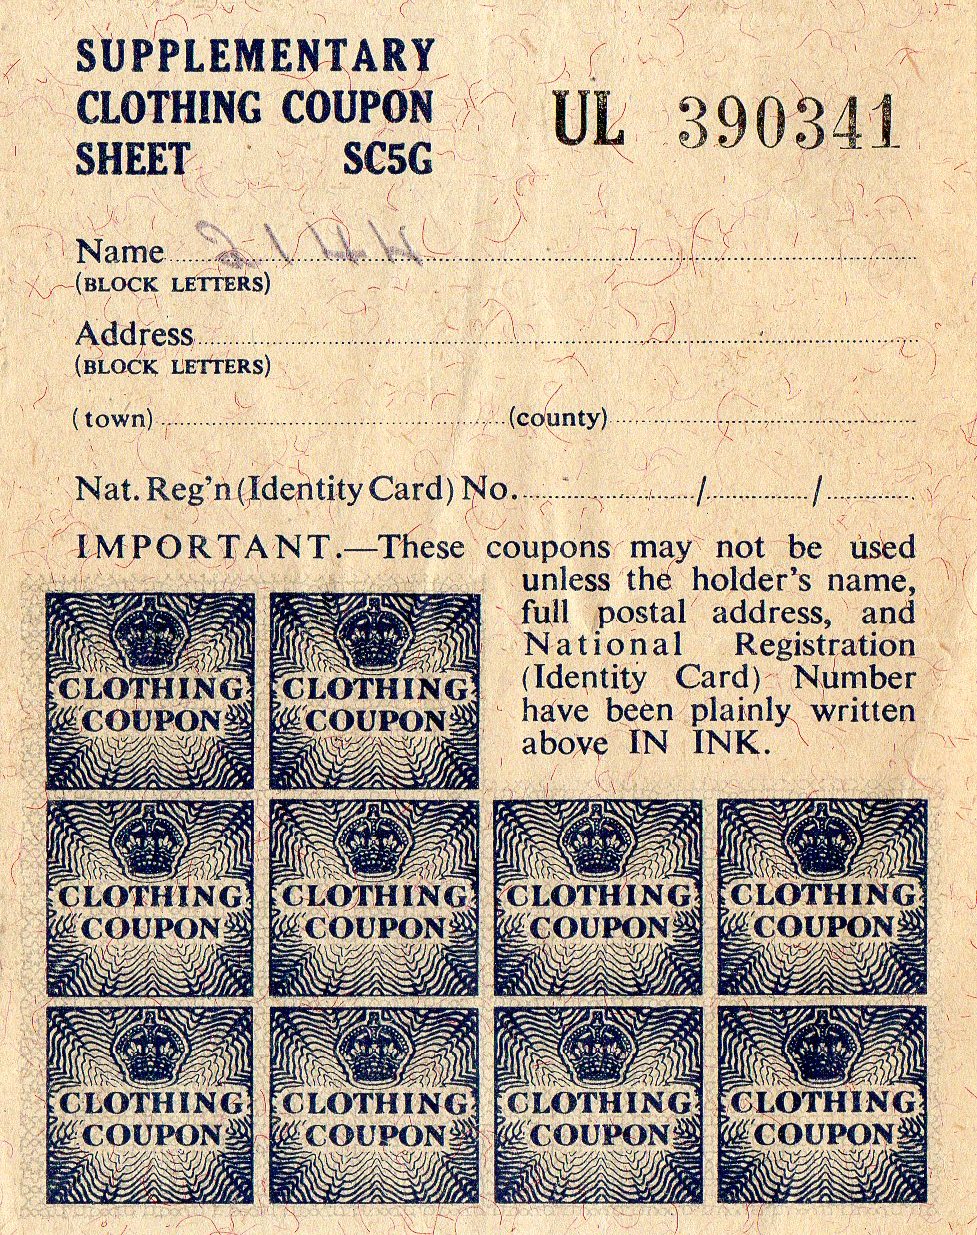 SUPPLEMENTARY
CLOTHING COUPON
SHEET SC5G
UL 390341
Name
(BLOCK LETTERS)
Address
(BLOCK LETTERS)
(town) (county)
Nat. Reg'n (Identity Card) No. / /
IMPORTANT.—These coupons may not be used
unless the holder's name,
full postal address, and
National Registration
(Identity Card) Number
have been plainly written
above IN INK.
CLOTHING CLOTHING
COUPON COUPON
CLOTHING CLOTHING CLOTHING CLOTHING
COUPON COUPON COUPON COUPON
CLOTHING CLOTHING CLOTHING CLOTHING
COUPON COUPON COUPON COUPON